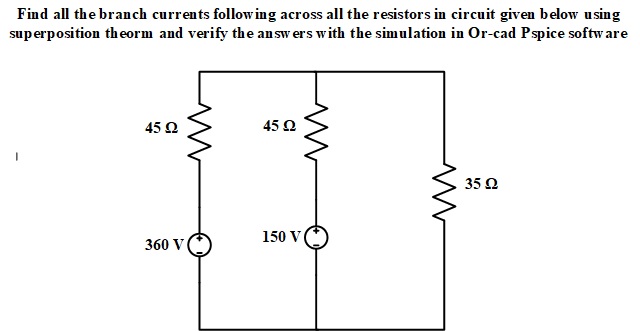 Find all the branch currents following across all the resistors in circuit given below using
superposition theorm and verify the answers with the simulation in Or-cad Pspice software
45 Ω
45 Ω
35 Ω
360 V
150 V